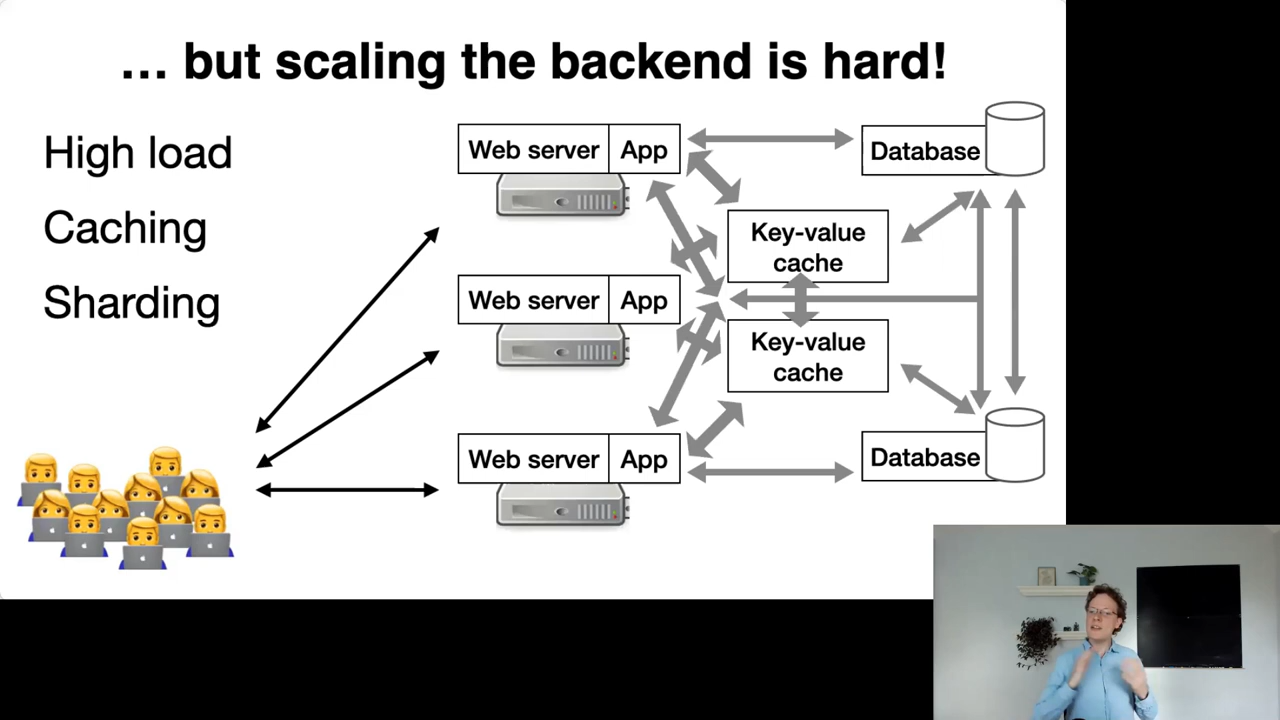 ... but scaling the backend is hard!
High load
Caching
Sharding
Web server
App
Database
Key-value
cache
Web server
App
Key-value
cache
Web server
App
Database